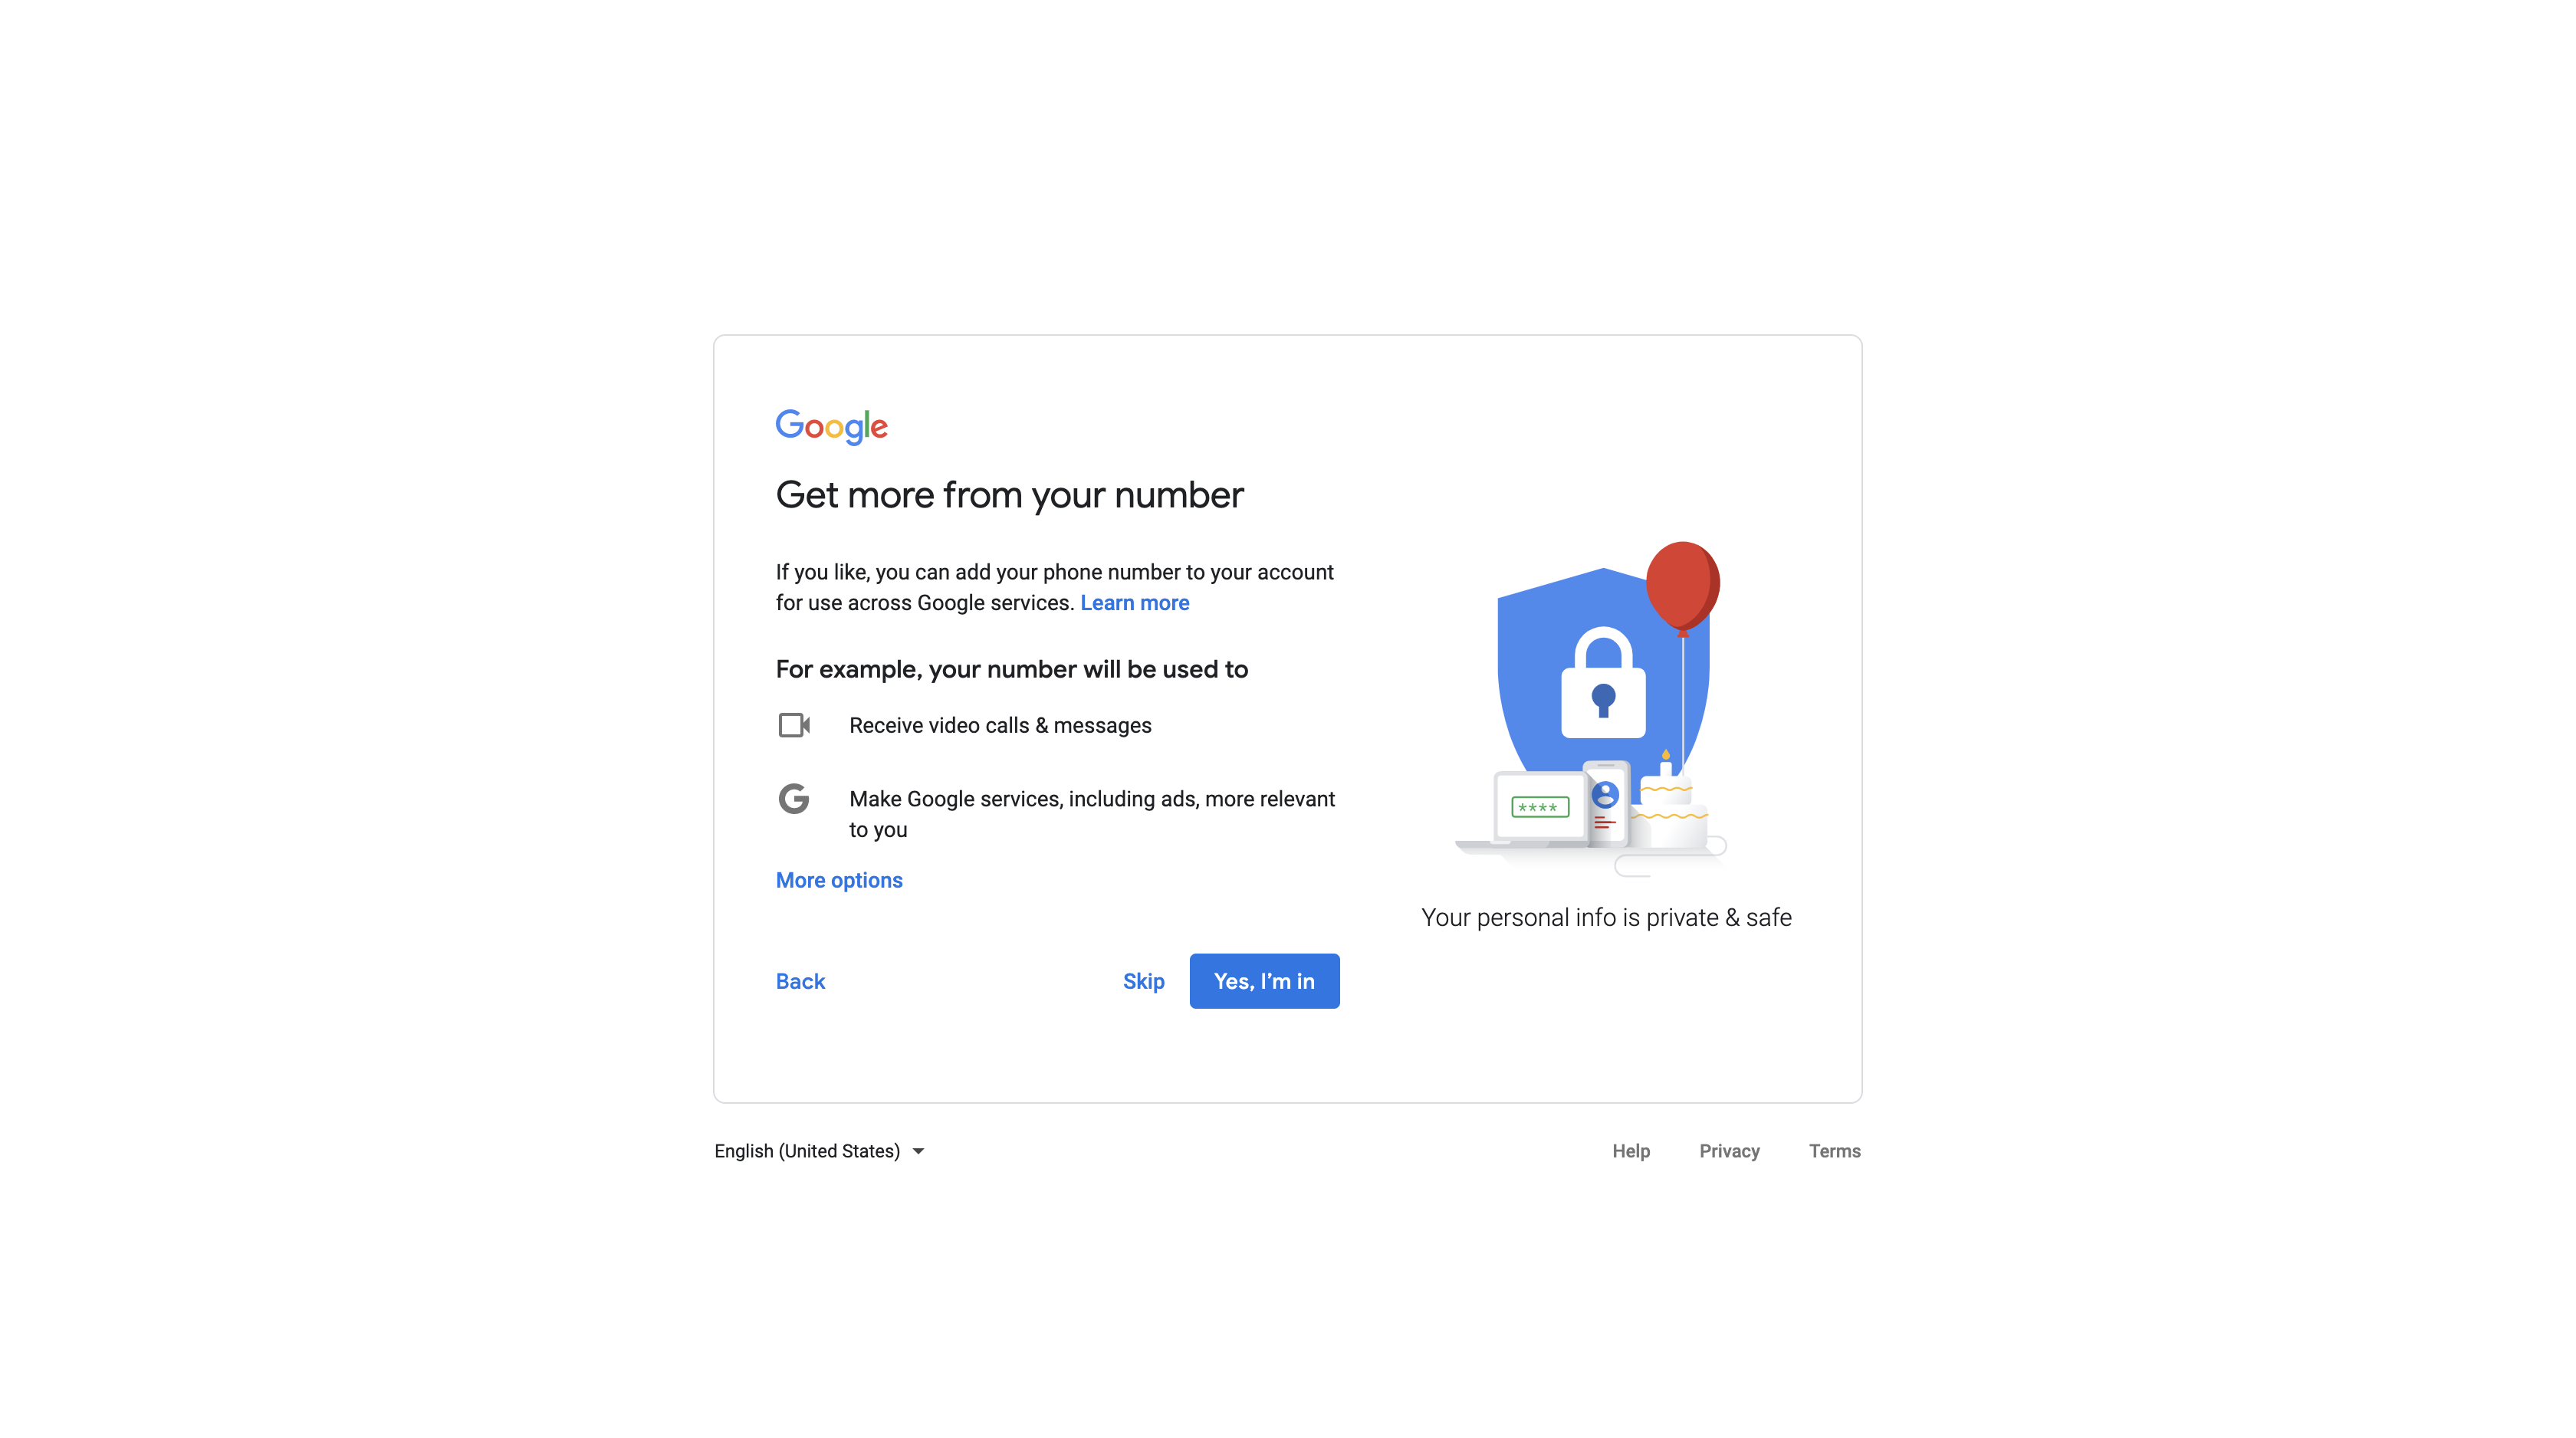 Google
Get more from your number
If you like, you can add your phone number to your account
for use across Google services. Learn more
For example, your number will be used to
Receive video calls & messages
G
Make Google services, including ads, more relevant
to you
More options
Back
Skip
Yes, I’m in
****
Your personal info is private & safe
English (United States)
Help
Privacy
Terms